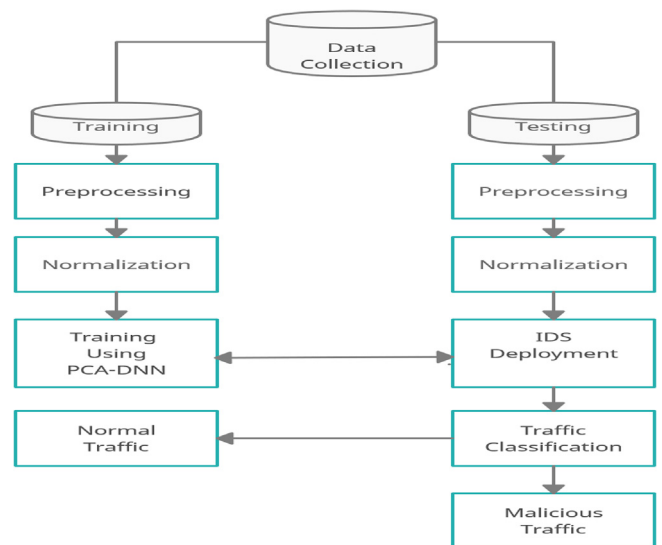 Data
Collection
Training
Testing
Preprocessing
Preprocessing
Normalization
Normalization
Training
Using
PCA-DNN
IDS
Deployment
Normal
Traffic
Traffic
Classification
Malicious
Traffic